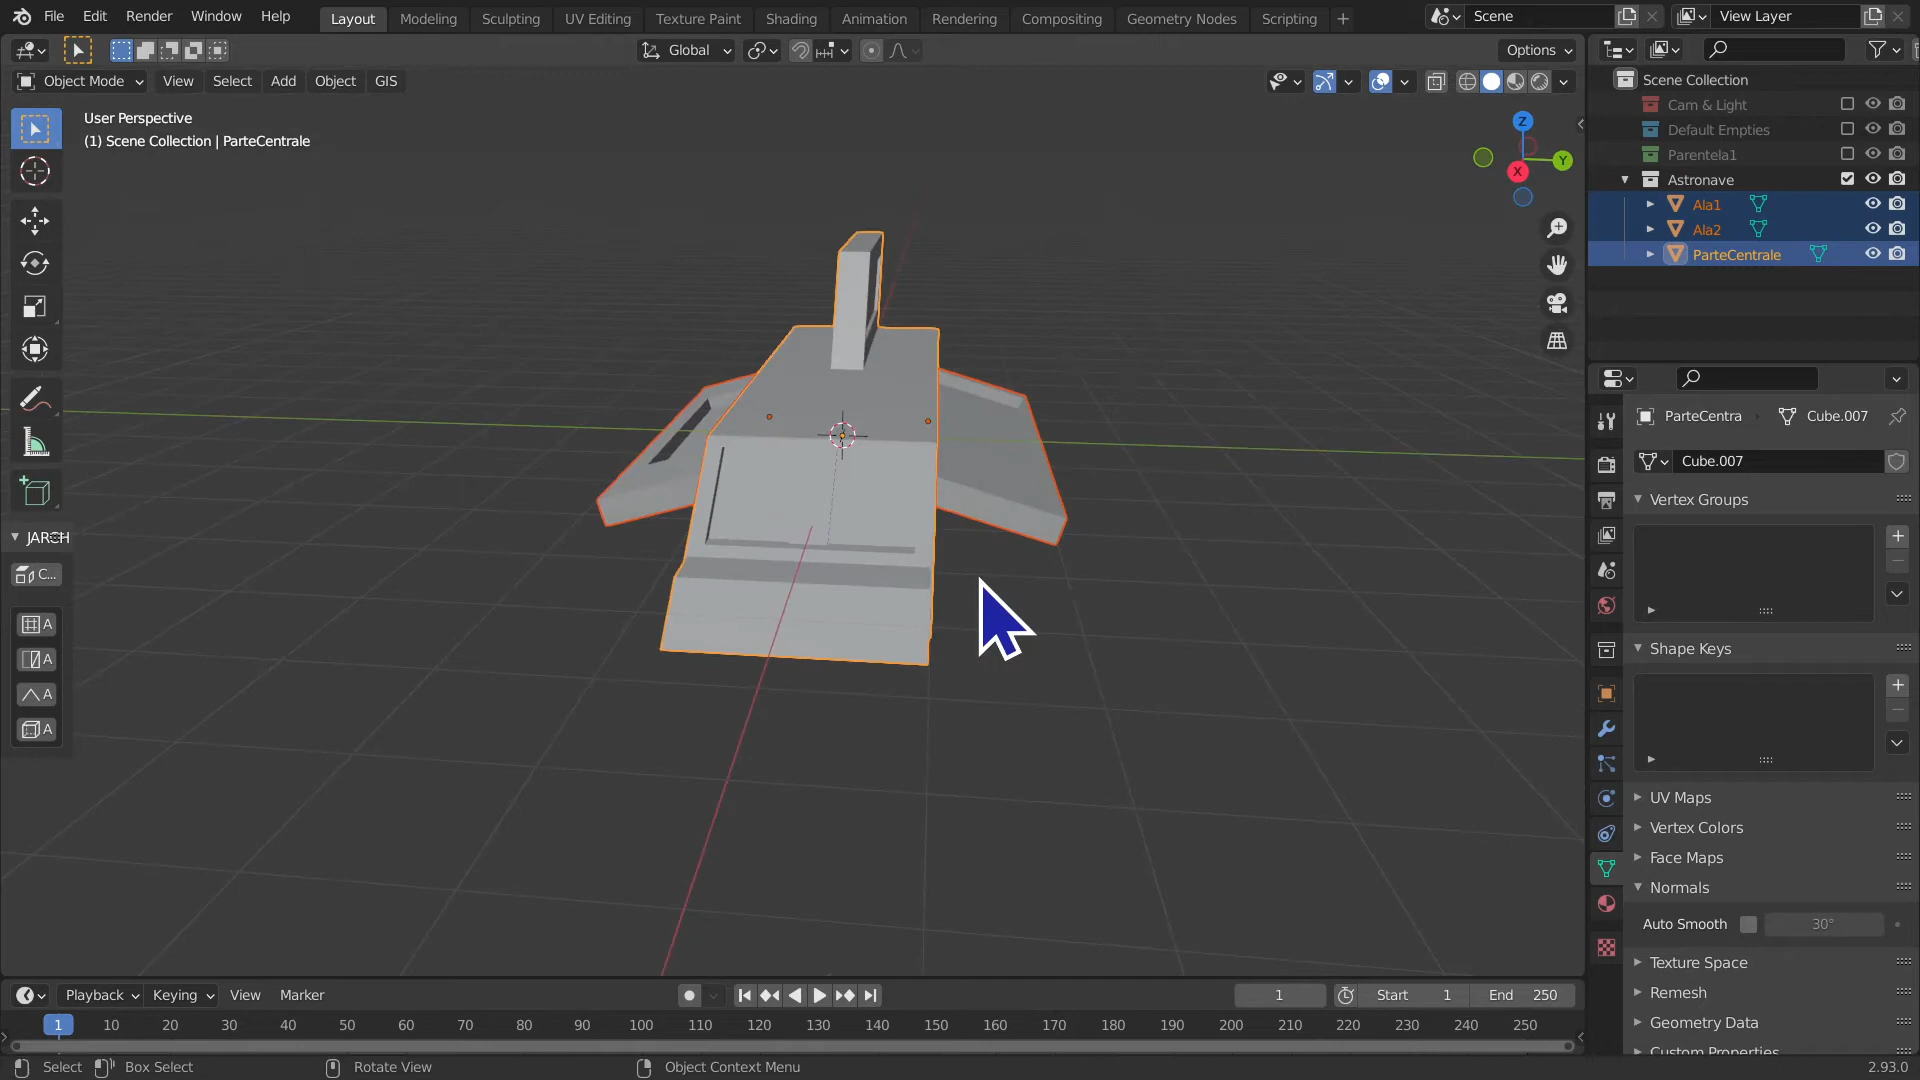 File Edit Render Window Help Layout Modeling Sculpting UV Editing Texture Paint Shading Animation Rendering Compositing Geometry Nodes Scripting Scene View Layer
Global Options
Object Mode View Select Add Object GIS
User Perspective
(1) Scene Collection | ParteCentrale
Z
Y
X
JARCH
C...
A
A
A
A
Scene Collection
Cam & Light
Default Empties
Parentela1
Astronave
Ala1
Ala2
ParteCentrale
ParteCentra Cube.007
Cube.007
Vertex Groups
Shape Keys
UV Maps
Vertex Colors
Face Maps
Normals
Auto Smooth 30°
Texture Space
Remesh
Geometry Data
Custom Properties
Playback Keying View Marker 1 Start 1 End 250
1 10 20 30 40 50 60 70 80 90 100 110 120 130 140 150 160 170 180 190 200 210 220 230 240 250
Select Box Select Rotate View Object Context Menu 2.93.0